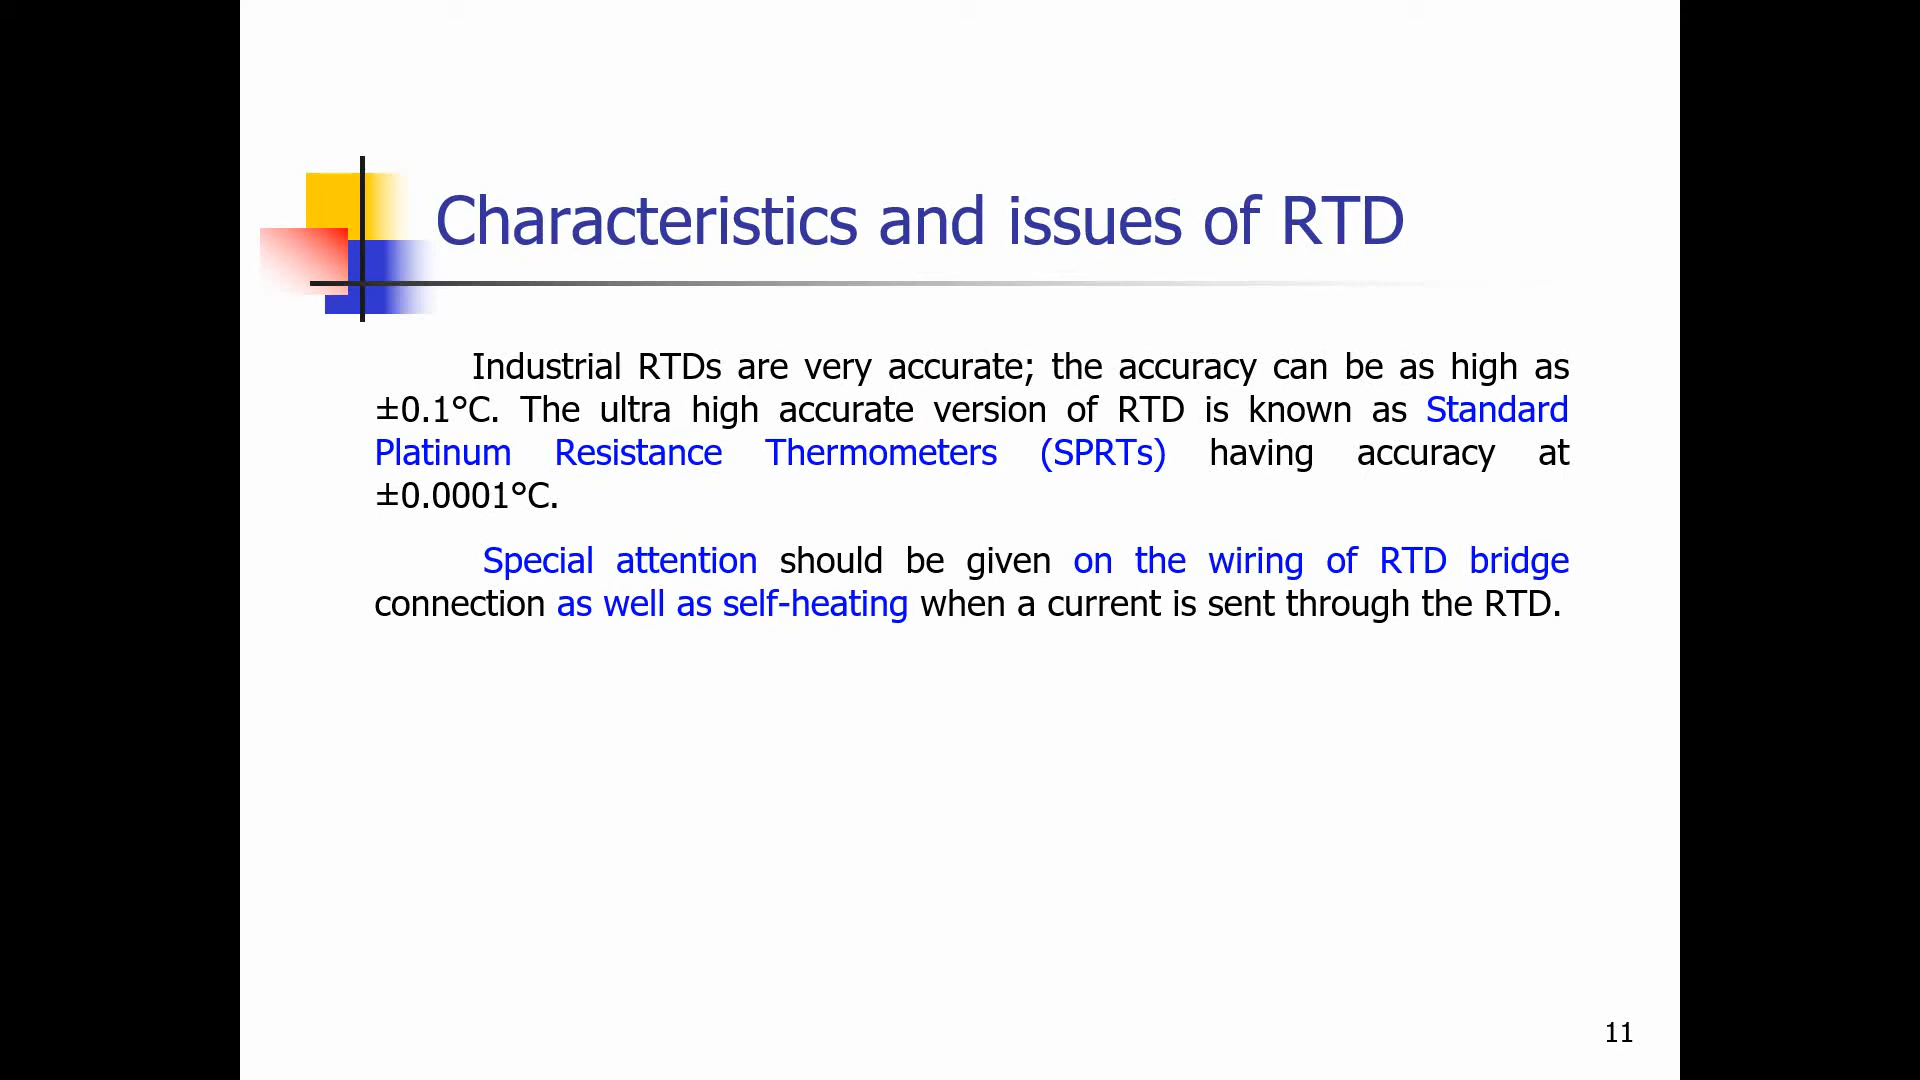 Characteristics and issues of RTD
Industrial RTDs are very accurate; the accuracy can be as high as
±0.1°C. The ultra high accurate version of RTD is known as Standard
Platinum Resistance Thermometers (SPRTs) having accuracy at
±0.0001°C.
Special attention should be given on the wiring of RTD bridge
connection as well as self-heating when a current is sent through the RTD.
11